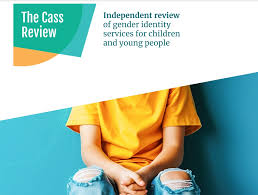 The Cass
Review
Independent review
of gender identity
services for children
and young people